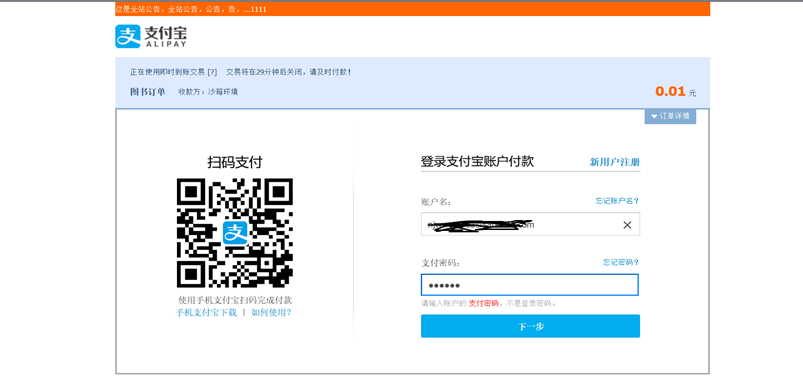 这是全站公告，全站公告，公告，告，...1111
支 支付宝
ALIPAY
正在使用即时到账交易 [?] 交易将在29分钟后关闭，请及时付款！
图书订单 收款方：沙箱环境
0.01 元
订单详情
扫码支付
支
使用手机支付宝扫码完成付款
手机支付宝下载 | 如何使用?
登录支付宝账户付款 新用户注册
账户名： 忘记账户名?
支付密码： 忘记密码?
请输入账户的 支付密码，不是登录密码。
下一步